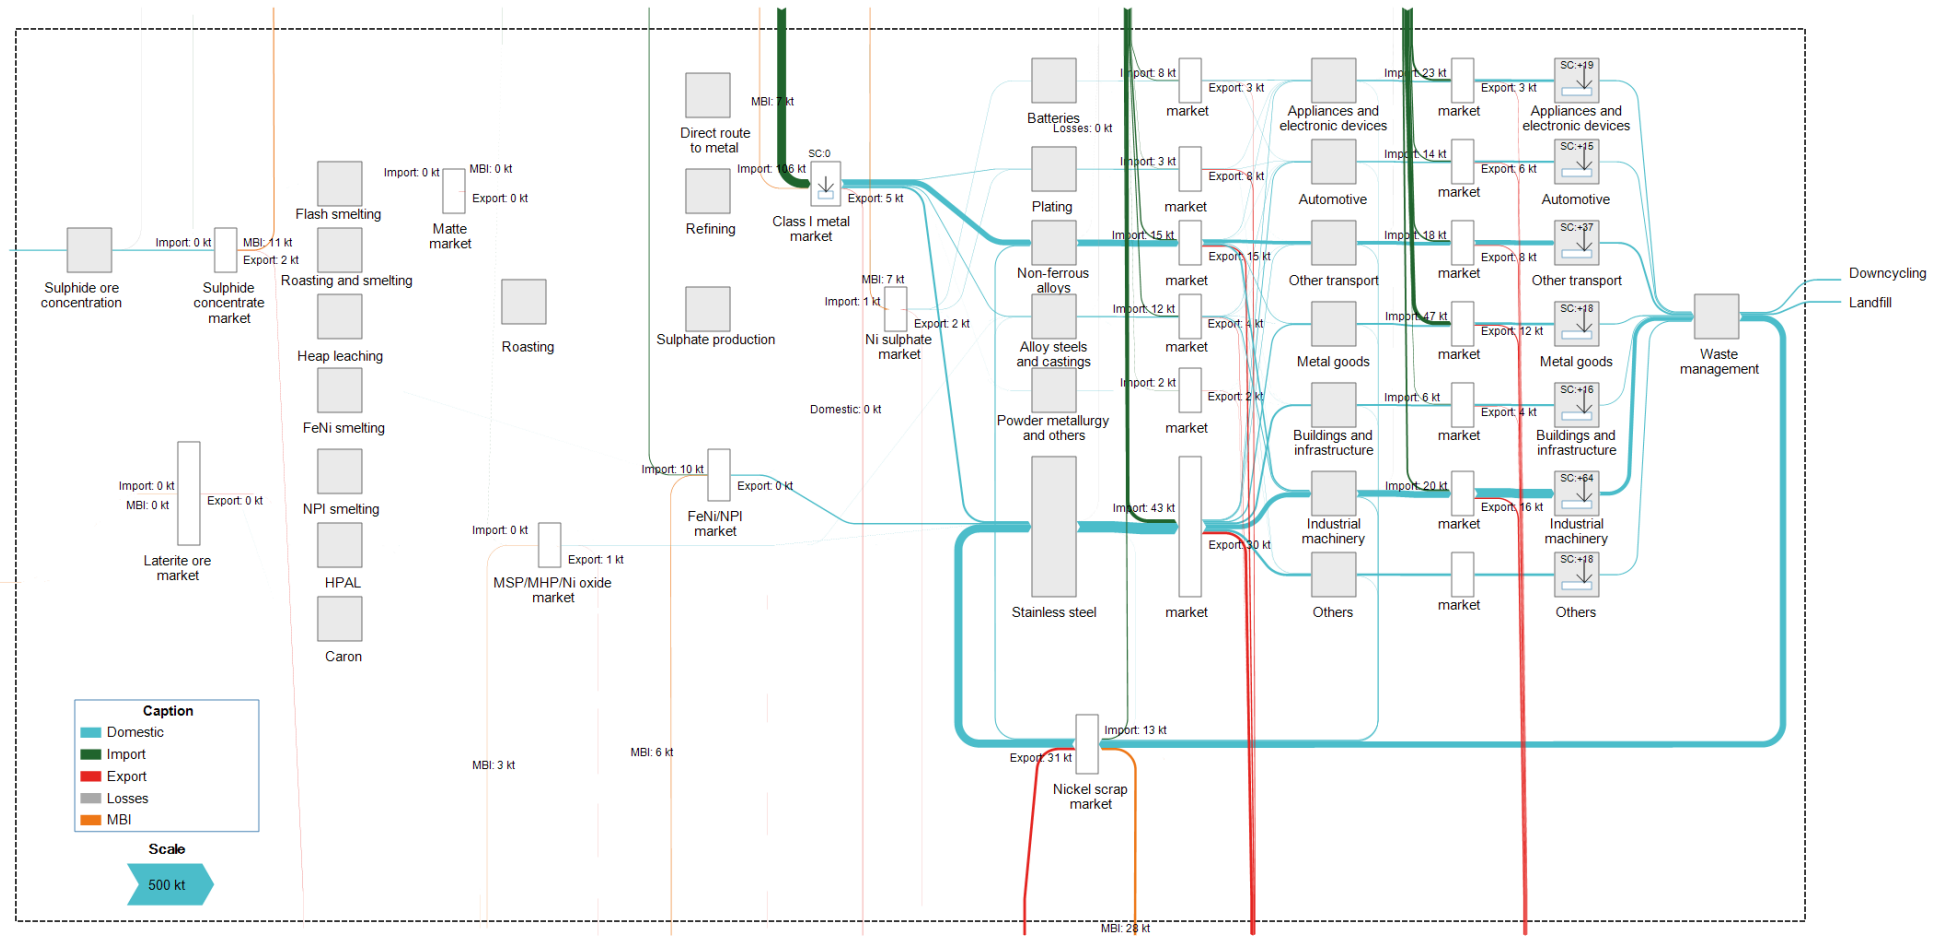 Sulphide ore
concentration
Import: 0 kt
MBI: 11 kt
Export: 2 kt
Sulphide
concentrate
market
Import: 0 kt
MBI: 0 kt
Export: 0 kt
Laterite ore
market
Flash smelting
Roasting and smelting
Heap leaching
FeNi smelting
NPI smelting
HPAL
Caron
Import: 0 kt
MBI: 0 kt
Export: 0 kt
Matte
market
Roasting
Import: 0 kt
Export: 1 kt
MSP/MHP/Ni oxide
market
MBI: 3 kt
Direct route
to metal
Refining
Sulphate production
Import: 10 kt
Export: 0 kt
FeNi/NPI
market
MBI: 6 kt
MBI: 7 kt
SC:0
Import: 106 kt
Export: 5 kt
Class I metal
market
MBI: 7 kt
Import: 1 kt
Export: 2 kt
Ni sulphate
market
Domestic: 0 kt
Batteries
Losses: 0 kt
Plating
Non-ferrous
alloys
Alloy steels
and castings
Powder metallurgy
and others
Stainless steel
Import: 8 kt
Export: 3 kt
market
Import: 3 kt
Export: 8 kt
market
Import: 15 kt
Export: 15 kt
market
Import: 12 kt
Export: 4 kt
market
Import: 2 kt
Export: 2 kt
market
Import: 43 kt
Export: 30 kt
market
Import: 13 kt
Export: 31 kt
Nickel scrap
market
MBI: 28 kt
Appliances and
electronic devices
Automotive
Other transport
Metal goods
Buildings and
infrastructure
Industrial
machinery
Others
Import: 23 kt
Export: 3 kt
market
Import: 14 kt
Export: 6 kt
market
Import: 18 kt
Export: 8 kt
market
Import: 47 kt
Export: 12 kt
market
Import: 6 kt
Export: 4 kt
market
Import: 20 kt
Export: 16 kt
market
market
SC:+19
Appliances and
electronic devices
SC:+15
Automotive
SC:+37
Other transport
SC:+18
Metal goods
SC:+16
Buildings and
infrastructure
SC:+64
Industrial
machinery
SC:+18
Others
Waste
management
Downcycling
Landfill
Caption
Domestic
Import
Export
Losses
MBI
Scale
500 kt